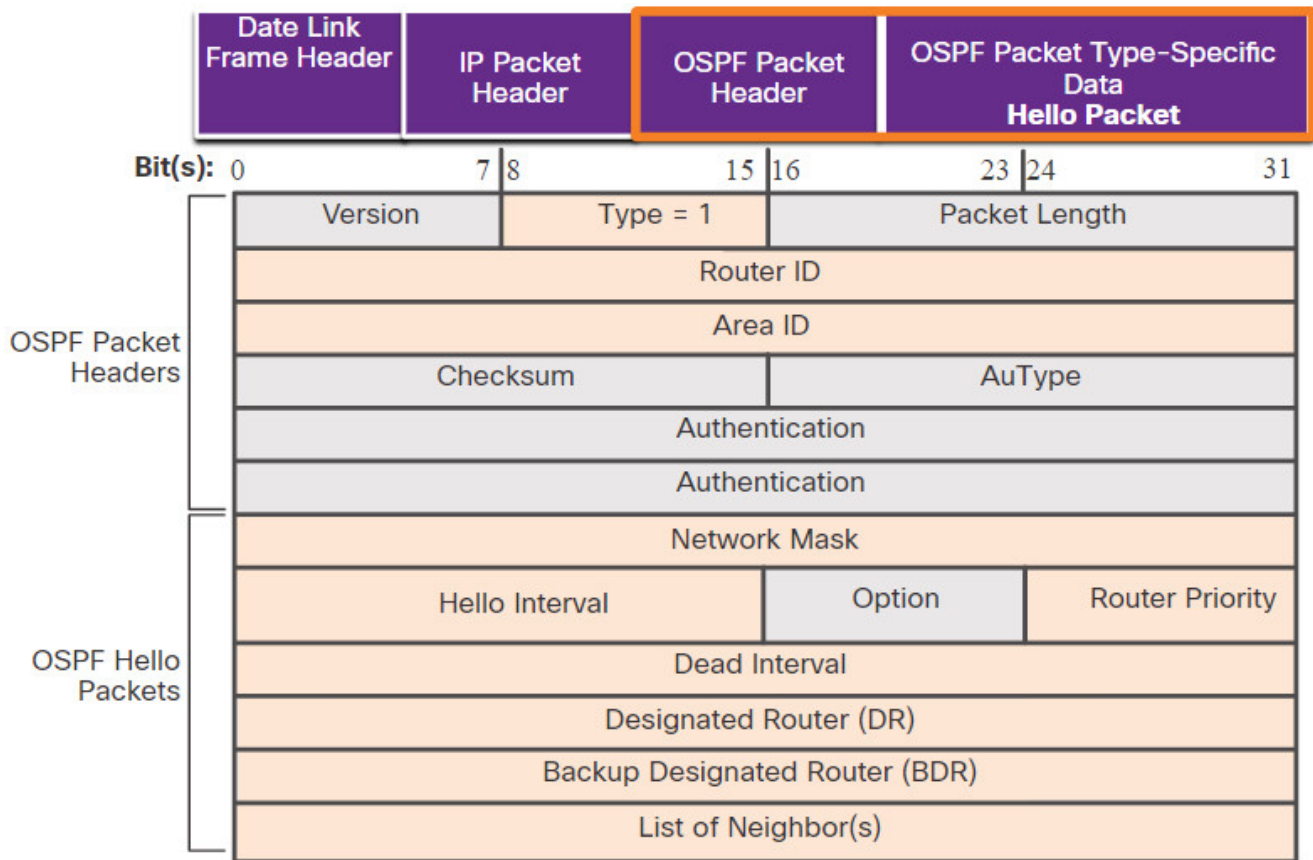 Date Link
Frame Header
IP Packet
Header
OSPF Packet
Header
OSPF Packet Type-Specific
Data
Hello Packet
Bit(s): 0 7 8 15 16 23 24 31
Version Type = 1 Packet Length
Router ID
Area ID
OSPF Packet
Headers
Checksum AuType
Authentication
Authentication
Network Mask
Hello Interval Option Router Priority
OSPF Hello
Packets
Dead Interval
Designated Router (DR)
Backup Designated Router (BDR)
List of Neighbor(s)